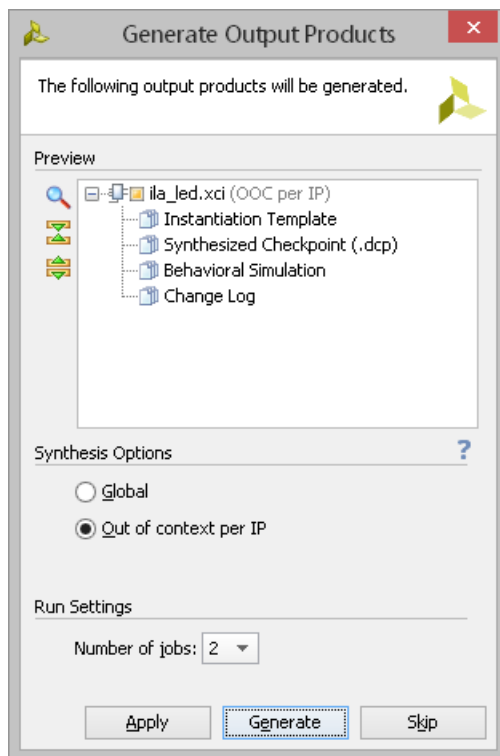 Generate Output Products
The following output products will be generated.
Preview
ila_led.xci (OOC per IP)
Instantiation Template
Synthesized Checkpoint (.dcp)
Behavioral Simulation
Change Log
Synthesis Options
?
Global
Out of context per IP
Run Settings
Number of jobs: 2
Apply Generate Skip